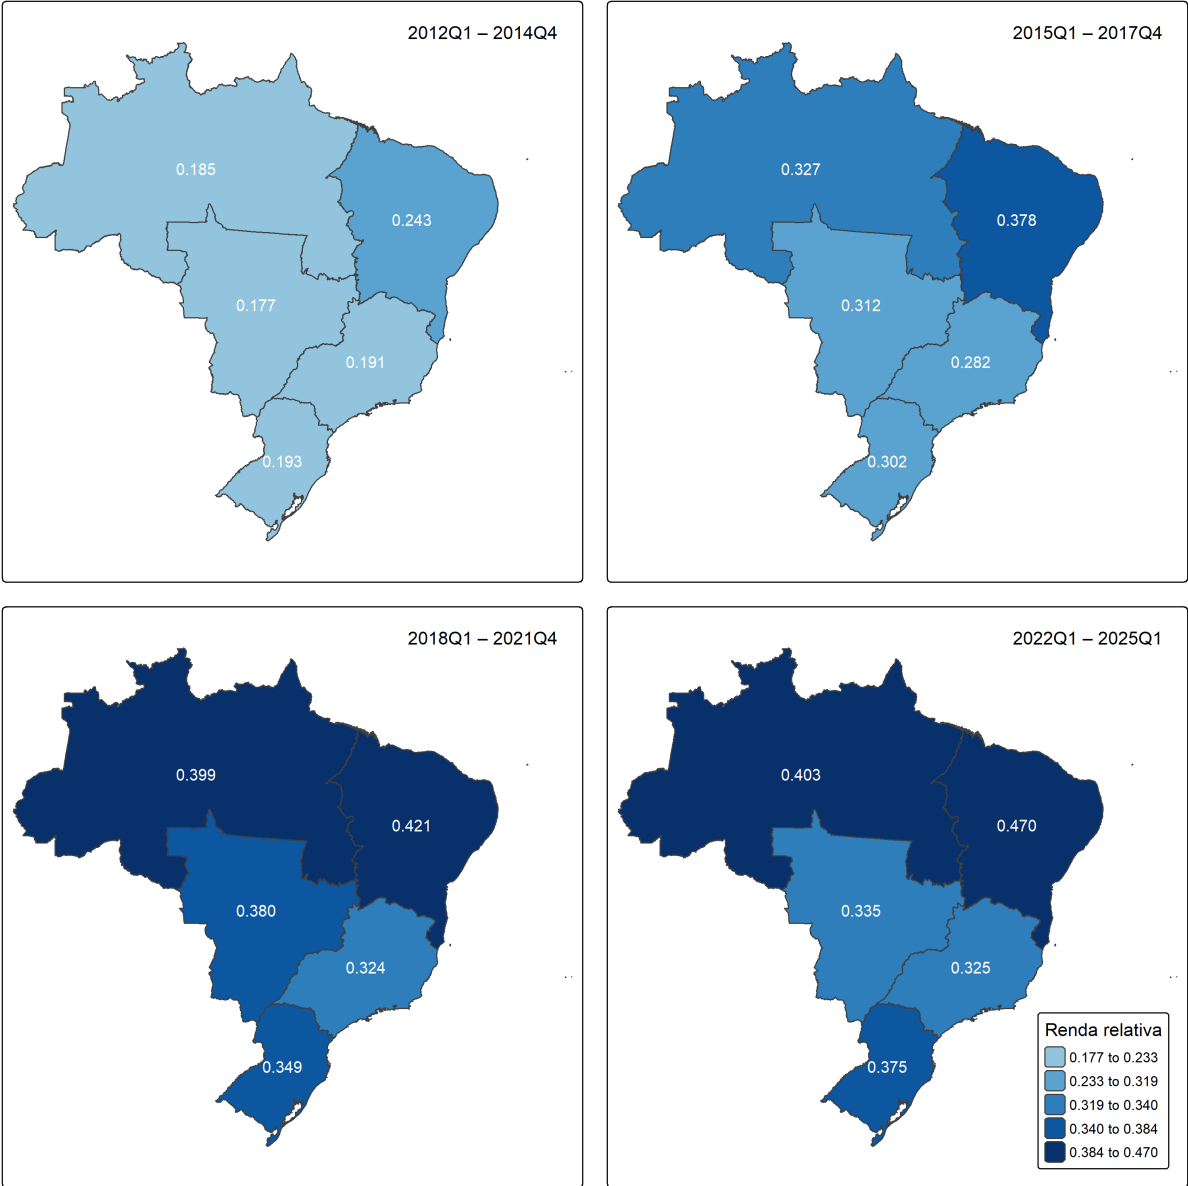 2012Q1 – 2014Q4
0.185
0.243
0.177
0.191
0.193
2015Q1 – 2017Q4
0.327
0.378
0.312
0.282
0.302
2018Q1 – 2021Q4
0.399
0.421
0.380
0.324
0.349
2022Q1 – 2025Q1
0.403
0.470
0.335
0.325
0.375
Renda relativa
0.177 to 0.233
0.233 to 0.319
0.319 to 0.340
0.340 to 0.384
0.384 to 0.470